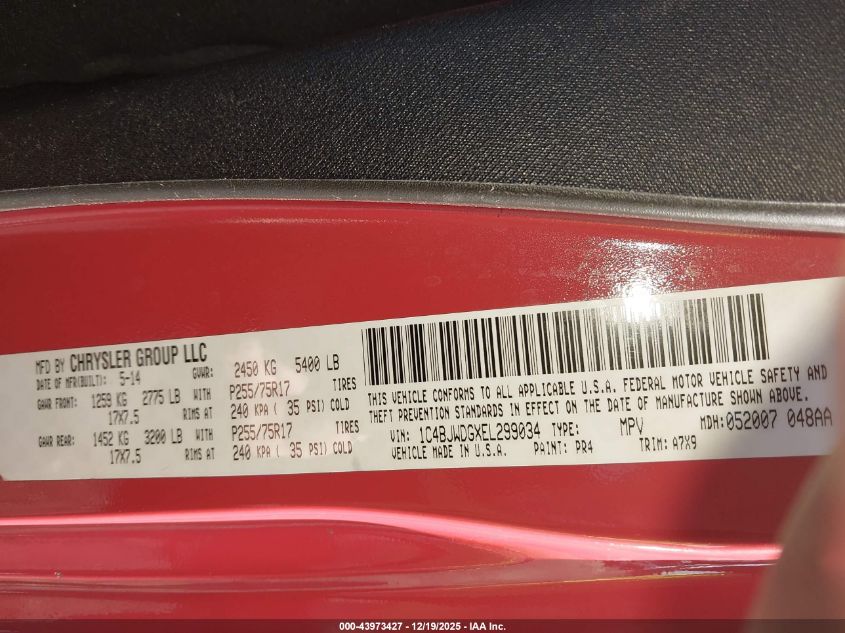 MFD BY CHRYSLER GROUP LLC
DATE OF MFR(BUILT): 5-14 GVWR: 2450 KG 5400 LB
GAWR FRONT: 1259 KG 2775 LB WITH P255/75R17 TIRES
17X7.5 RIMS AT 240 KPA ( 35 PSI) COLD
GAWR REAR: 1452 KG 3200 LB WITH P255/75R17 TIRES
17X7.5 RIMS AT 240 KPA ( 35 PSI) COLD
THIS VEHICLE CONFORMS TO ALL APPLICABLE U.S.A. FEDERAL MOTOR VEHICLE SAFETY AND
THEFT PREVENTION STANDARDS IN EFFECT ON THE DATE OF MANUFACTURE SHOWN ABOVE.
VIN: 1C4BJWDGXEL299034 TYPE: MPV MDH:052007 048AA
VEHICLE MADE IN U.S.A. PAINT: PR4 TRIM: A7X9
000-43973427 - 12/19/2025 - IAA Inc.